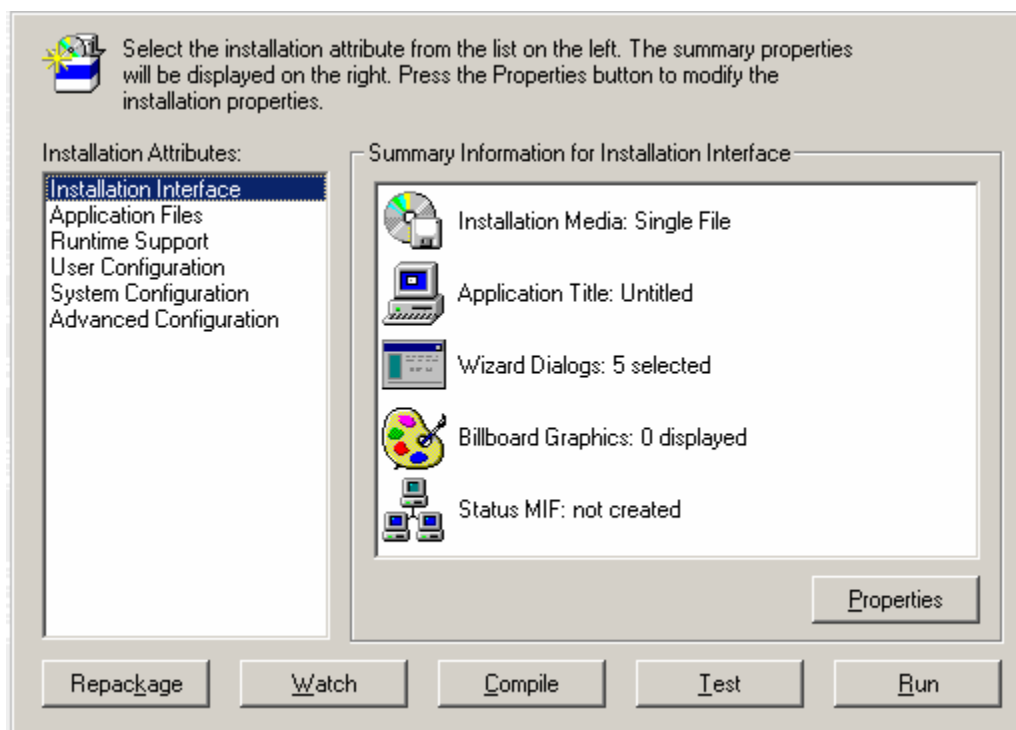 Select the installation attribute from the list on the left. The summary properties
will be displayed on the right. Press the Properties button to modify the
installation properties.
Installation Attributes:
Installation Interface
Application Files
Runtime Support
User Configuration
System Configuration
Advanced Configuration
Summary Information for Installation Interface
Installation Media: Single File
Application Title: Untitled
Wizard Dialogs: 5 selected
Billboard Graphics: 0 displayed
Status MIF: not created
Properties
Repackage
Watch
Compile
Test
Run